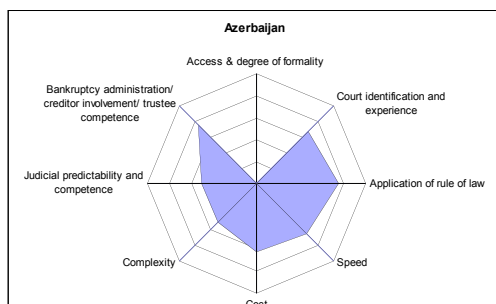 Azerbaijan
Access & degree of formality
Bankruptcy administration/
creditor involvement/ trustee
competence
Court identification and
experience
Judicial predictability and
competence
Application of rule of law
Complexity
Speed
Cost